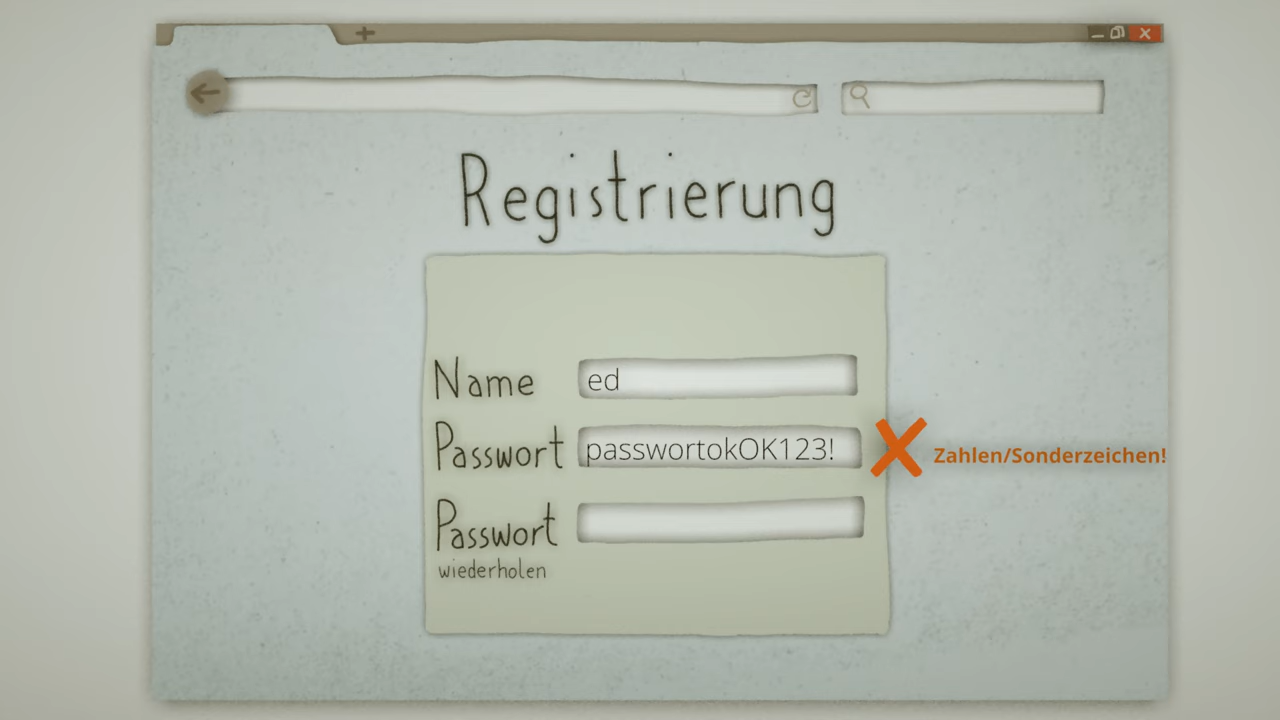 Registrierung
Name ed
Passwort passwortokOK123! Zahlen/Sonderzeichen!
Passwort
wiederholen